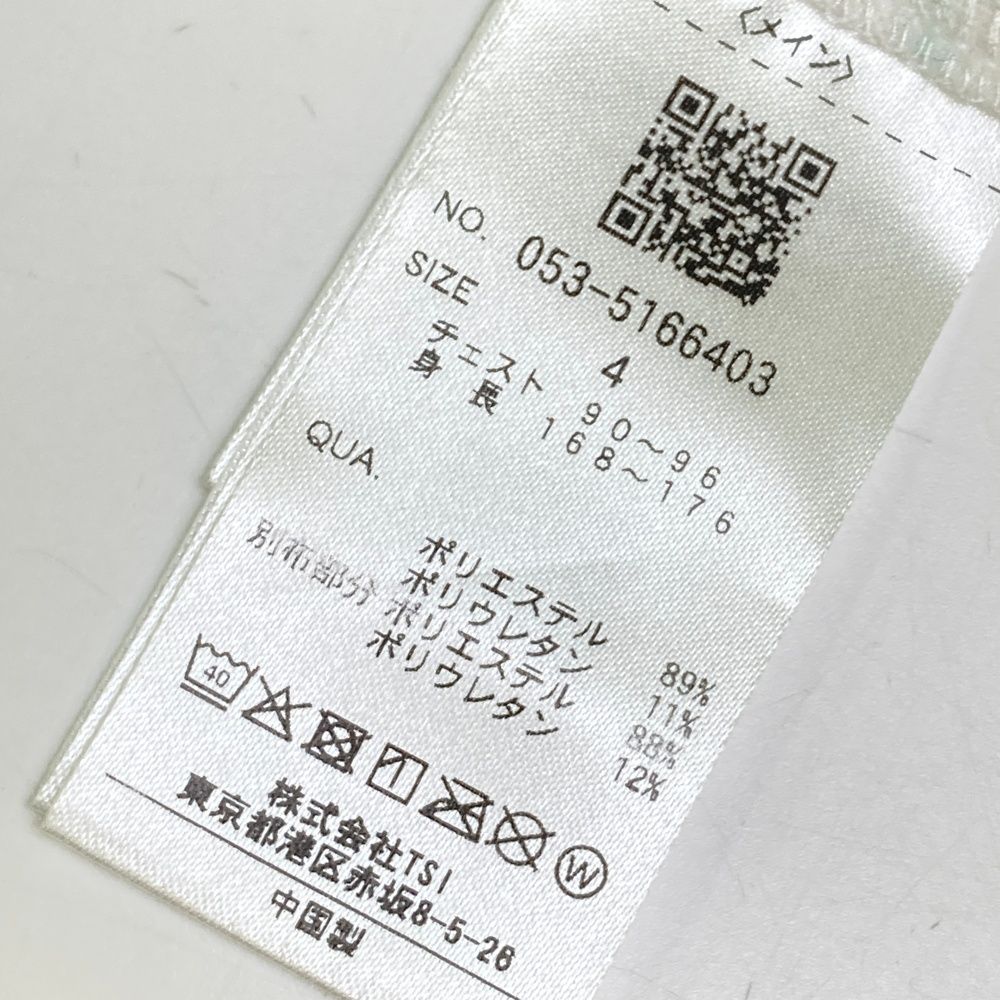 〈メイン〉
NO. 053-5166403
SIZE 4
チェスト 90〜96
身長 168〜176
QUA.
ポリエステル 89%
ポリウレタン 11%
別布部分 ポリエステル 88%
ポリウレタン 12%
40
W
株式会社TSI
東京都港区赤坂8-5-26
中国製